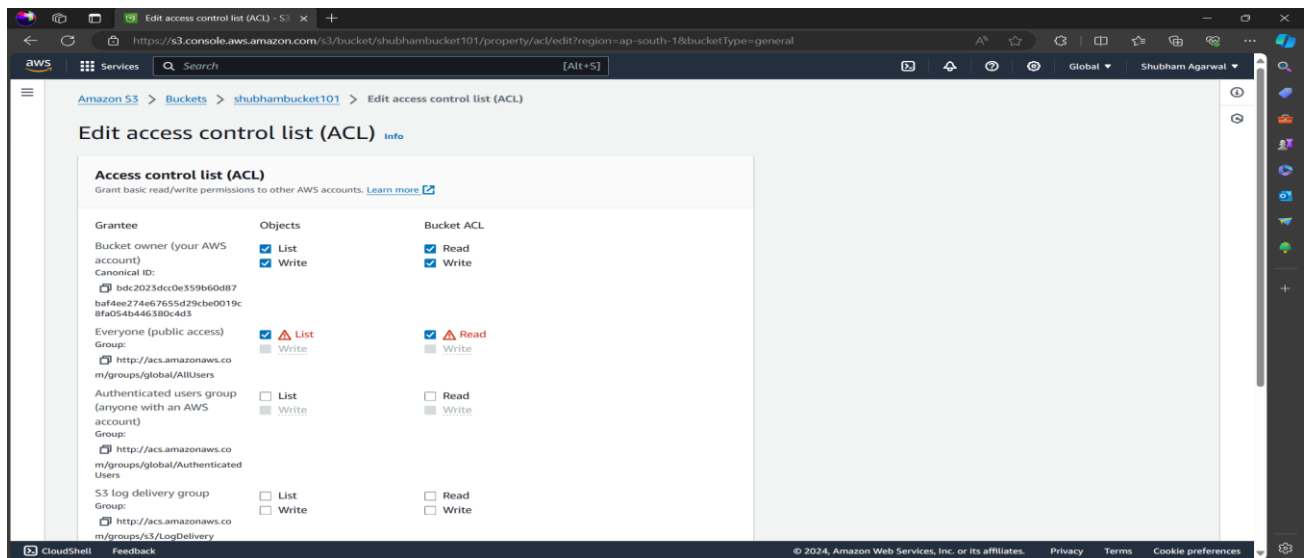 Edit access control list (ACL) - S3
https://s3.console.aws.amazon.com/s3/bucket/shubhambucket101/property/acl/edit?region=ap-south-1&bucketType=general
aws Services Search [Alt+S] Global Shubham Agarwal
Amazon S3 > Buckets > shubhambucket101 > Edit access control list (ACL)
Edit access control list (ACL) Info
Access control list (ACL)
Grant basic read/write permissions to other AWS accounts. Learn more
Grantee Objects Bucket ACL
Bucket owner (your AWS account)
List Read
Write Write
Canonical ID:
bdc2023dcc0e359b60d87
baf4ee274e67655d29cbe0019c
8fa054b446380c4d3
Everyone (public access) List Read
Group: Write Write
http://acs.amazonaws.co
m/groups/global/AllUsers
Authenticated users group List Read
(anyone with an AWS Write Write
account)
Group:
http://acs.amazonaws.co
m/groups/global/Authenticated
Users
S3 log delivery group List Read
Group: Write Write
http://acs.amazonaws.co
m/groups/s3/LogDelivery
CloudShell Feedback © 2024, Amazon Web Services, Inc. or its affiliates. Privacy Terms Cookie preferences